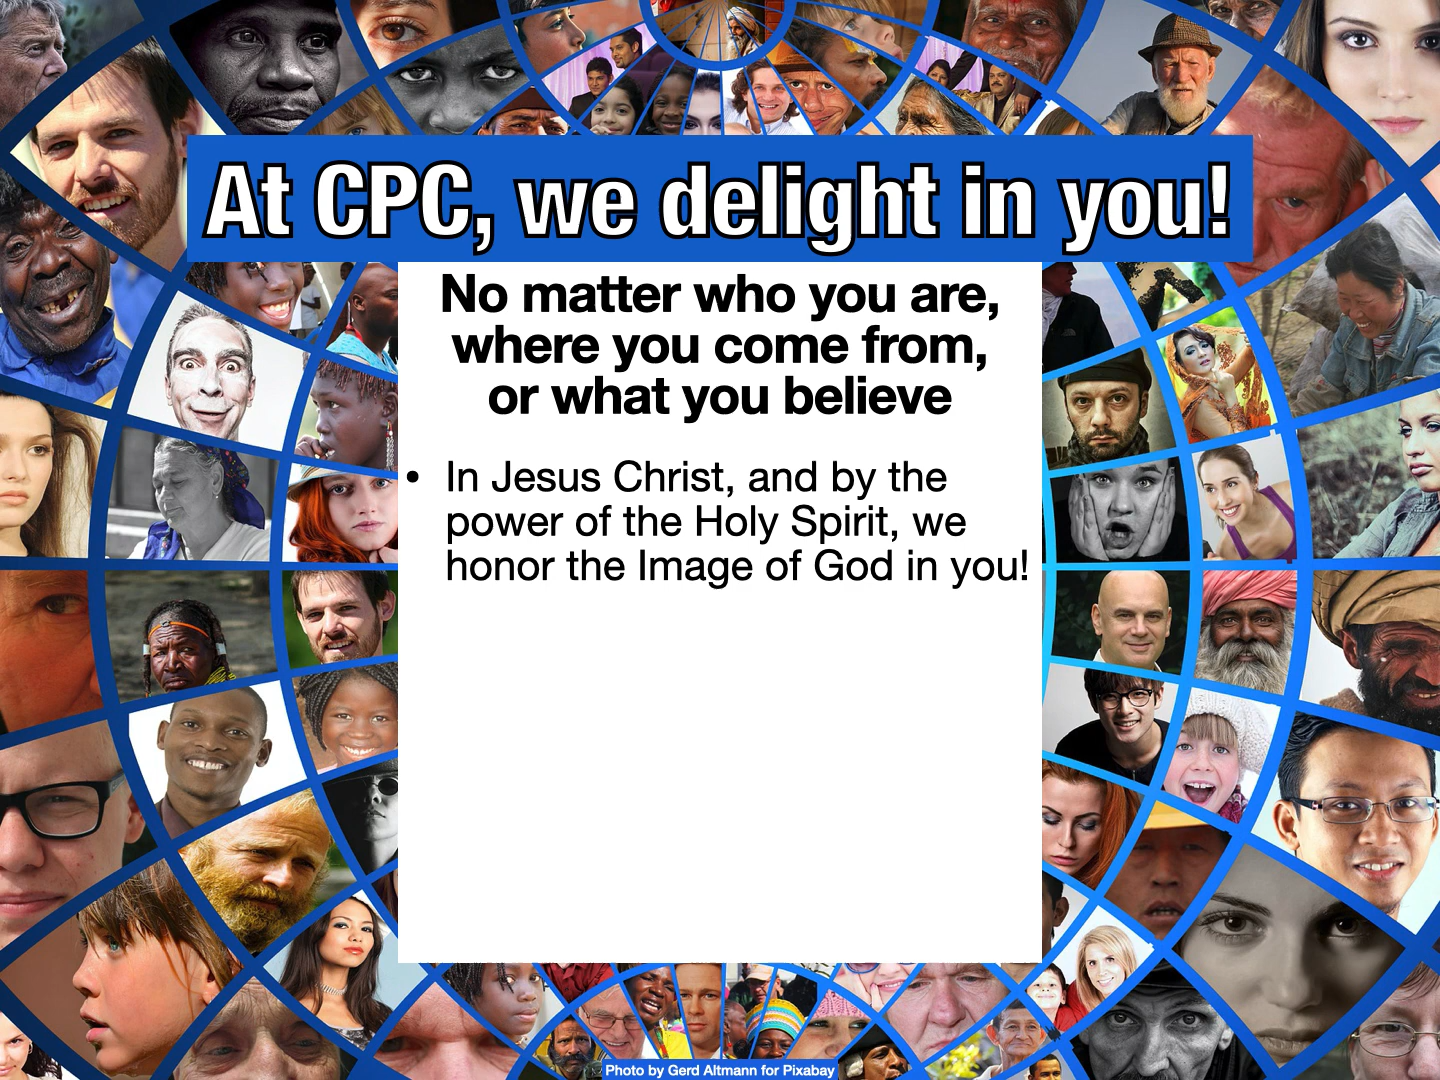 At CPC, we delight in you!
No matter who you are,
where you come from,
or what you believe
• In Jesus Christ, and by the
power of the Holy Spirit, we
honor the Image of God in you!
Photo by Gerd Altmann for Pixabay